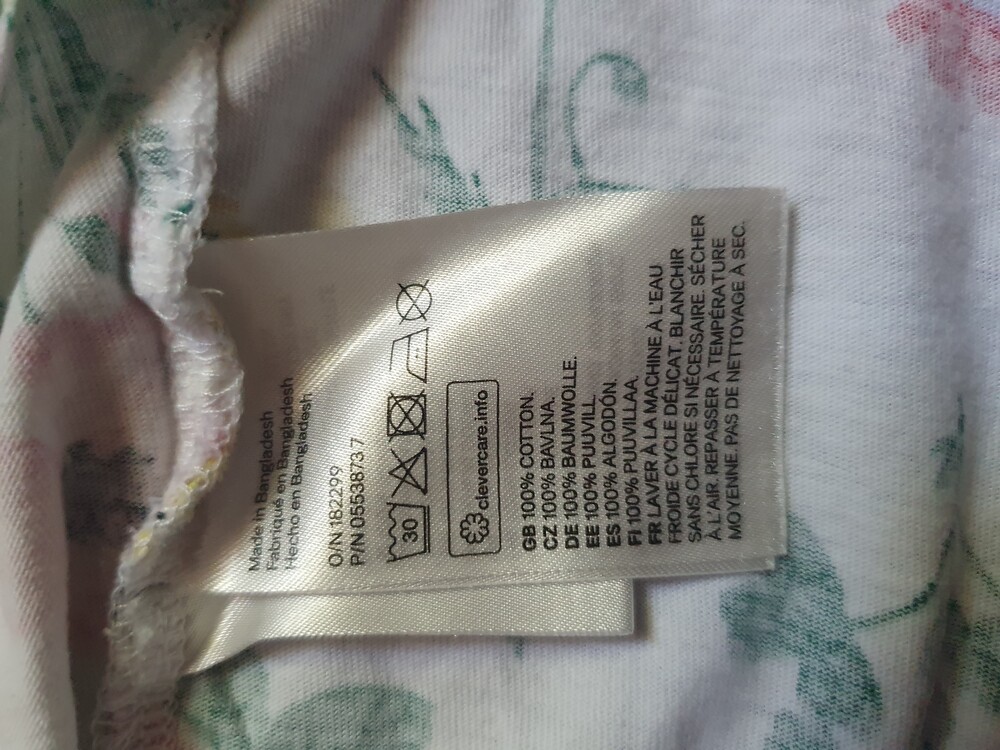 Made in Bangladesh
Fabriqué en Bangladesh
Hecho en Bangladesh
O/N 182299
P/N 0553873 7
30
clevercare.info
GB 100% COTTON.
CZ 100% BAVLNA.
DE 100% BAUMWOLLE.
EE 100% PUUVILL.
ES 100% ALGODÓN.
FI 100% PUUVILLAA.
FR LAVER À LA MACHINE À L'EAU
FROIDE CYCLE DÉLICAT. BLANCHIR
SANS CHLORE SI NÉCESSAIRE. SÉCHER
À L'AIR. REPASSER À TEMPÉRATURE
MOYENNE. PAS DE NETTOYAGE À SEC.